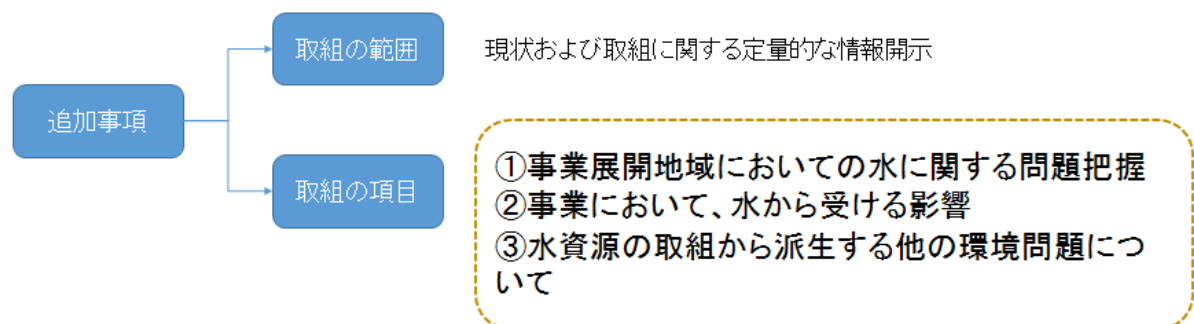 追加事項
取組の範囲
現状および取組に関する定量的な情報開示
取組の項目
①事業展開地域においての水に関する問題把握
②事業において、水から受ける影響
③水資源の取組から派生する他の環境問題につ
いて